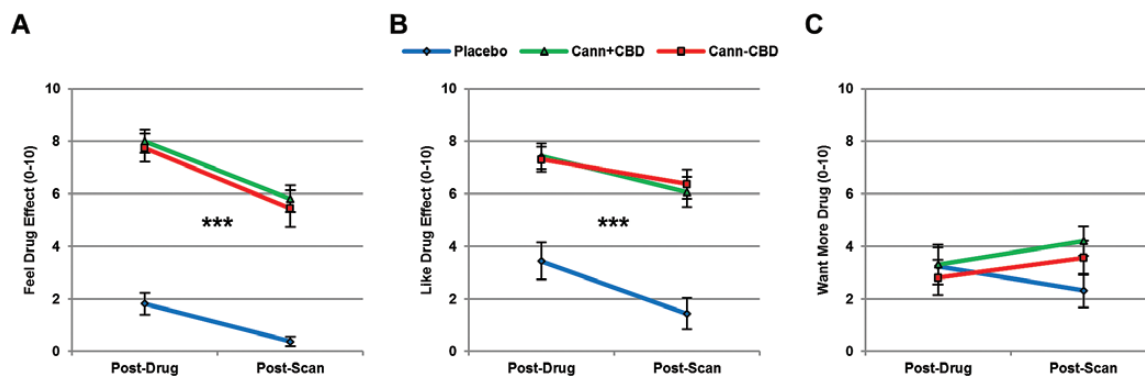 A
B
C
Placebo Cann+CBD Cann-CBD
Feel Drug Effect (0-10)
10
8
6
4
2
0
***
Post-Drug Post-Scan
Like Drug Effect (0-10)
10
8
6
4
2
0
***
Post-Drug Post-Scan
Want More Drug (0-10)
10
8
6
4
2
0
Post-Drug Post-Scan